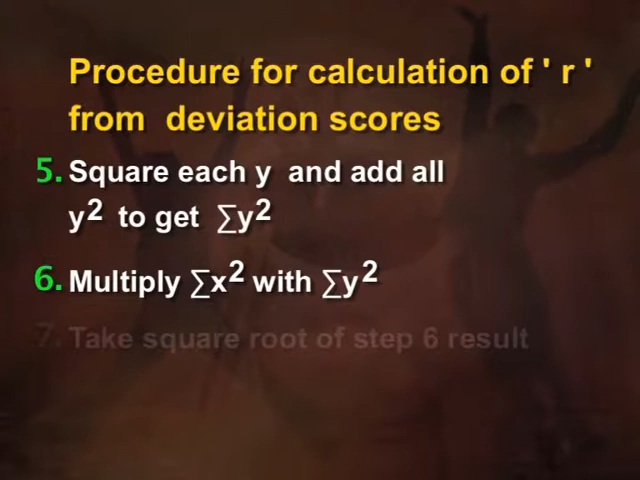 Procedure for calculation of ' r '
from deviation scores
5. Square each y and add all
y² to get ∑y²
6. Multiply ∑x² with ∑y²
7. Take square root of step 6 result